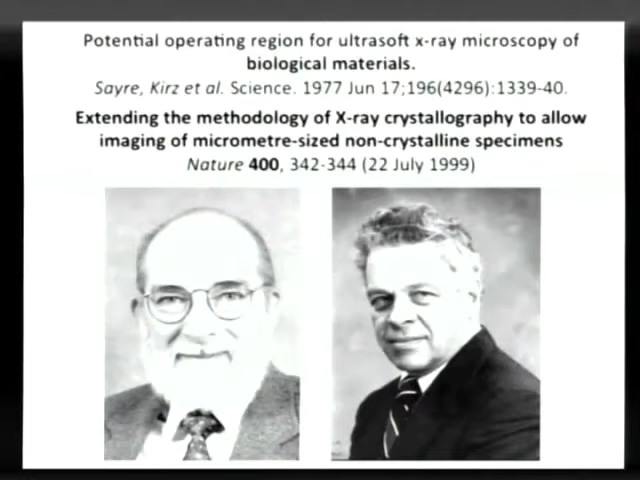 Potential operating region for ultrasoft x-ray microscopy of
biological materials.
Sayre, Kirz et al. Science. 1977 Jun 17;196(4296):1339-40.
Extending the methodology of X-ray crystallography to allow
imaging of micrometre-sized non-crystalline specimens
Nature 400, 342-344 (22 July 1999)